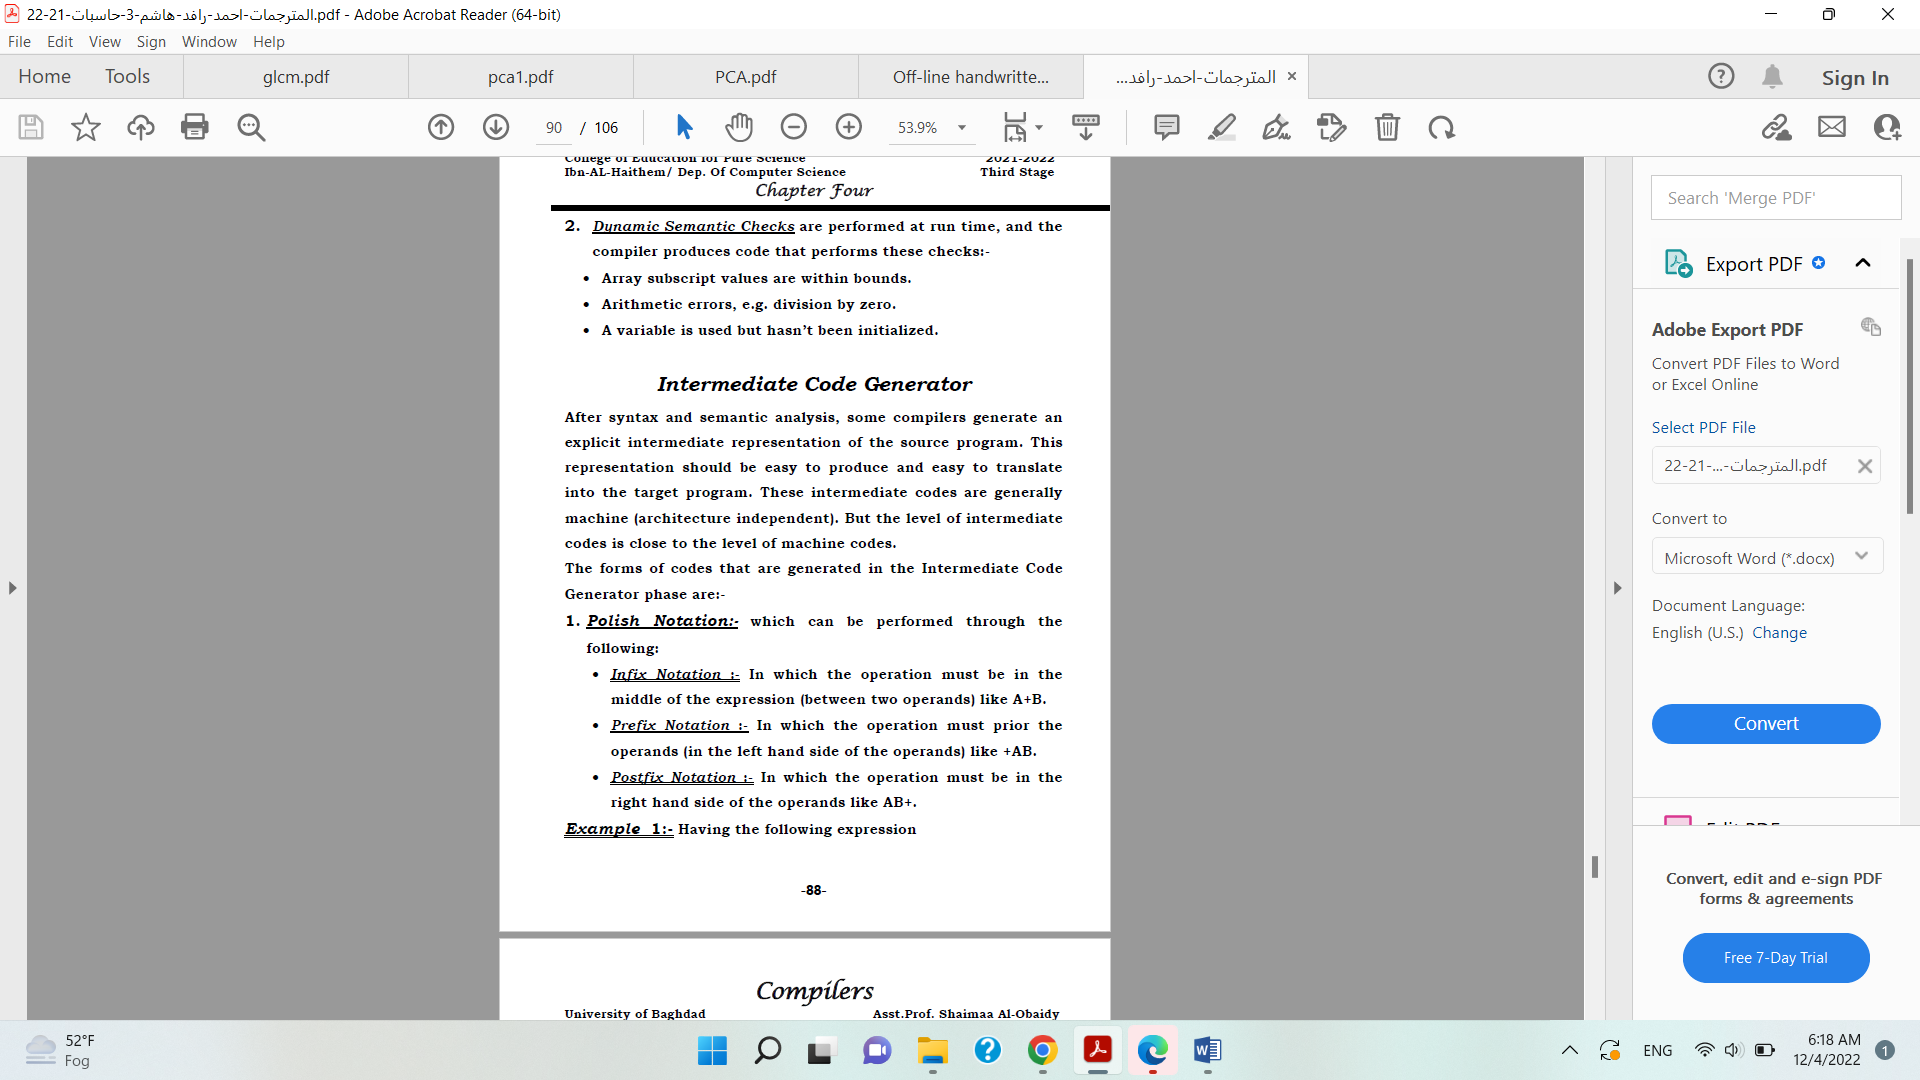 22-21-المترجمات-احمد-رافد-هاشم-3-حاسبات.pdf - Adobe Acrobat Reader (64-bit)
File Edit View Sign Window Help
Home Tools glcm.pdf pca1.pdf PCA.pdf Off-line handwritte... المترجمات-احمد-رافد... × Sign In
90 / 106 53.9%
College of Education for Pure Science 2021-2022
Ibn-AL-Haithem/ Dep. Of Computer Science Third Stage
Chapter Four
2. Dynamic Semantic Checks are performed at run time, and the
compiler produces code that performs these checks:-
• Array subscript values are within bounds.
• Arithmetic errors, e.g. division by zero.
• A variable is used but hasn’t been initialized.
Intermediate Code Generator
After syntax and semantic analysis, some compilers generate an
explicit intermediate representation of the source program. This
representation should be easy to produce and easy to translate
into the target program. These intermediate codes are generally
machine (architecture independent). But the level of intermediate
codes is close to the level of machine codes.
The forms of codes that are generated in the Intermediate Code
Generator phase are:-
1. Polish Notation:- which can be performed through the
following:
• Infix Notation :- In which the operation must be in the
middle of the expression (between two operands) like A+B.
• Prefix Notation :- In which the operation must prior the
operands (in the left hand side of the operands) like +AB.
• Postfix Notation :- In which the operation must be in the
right hand side of the operands like AB+.
Example 1:- Having the following expression
-88-
Compilers
University of Baghdad Asst.Prof. Shaimaa Al-Obaidy
Search 'Merge PDF'
Export PDF
Adobe Export PDF
Convert PDF Files to Word
or Excel Online
Select PDF File
22-21-...-المترجمات.pdf
Convert to
Microsoft Word (*.docx)
Document Language:
English (U.S.) Change
Convert
Edit PDF
Convert, edit and e-sign PDF
forms & agreements
Free 7-Day Trial
52°F
Fog
ENG
6:18 AM
12/4/2022
1